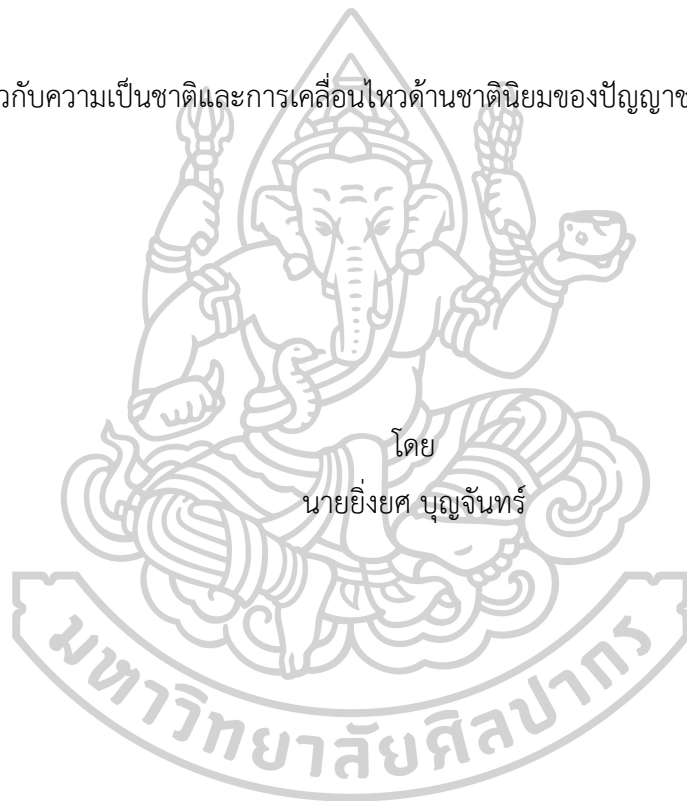 วกับความเป็นชาติและการเคลื่อนไหวด้านชาตินิยมของปัญญาช
โดย
นายยิ่งยศ บุญจันทร์
มหาวิทยาลัยศิลปากร